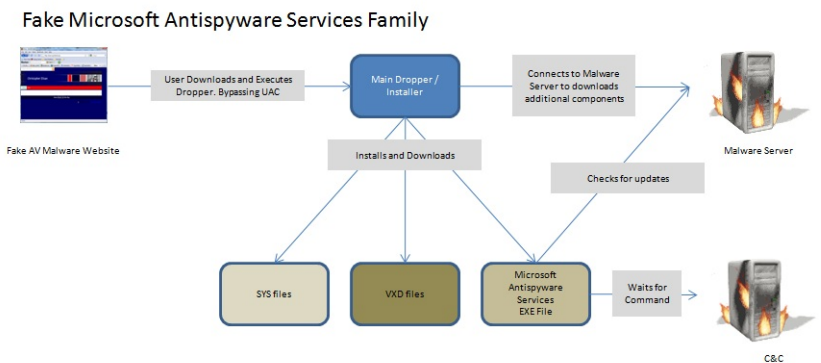 Fake Microsoft Antispyware Services Family
User Downloads and Executes
Dropper. Bypassing UAC
Main Dropper /
Installer
Connects to Malware
Server to downloads
additional components
Fake AV Malware Website
Malware Server
Installs and Downloads
Checks for updates
SYS files
VXD files
Microsoft
Antispyware
Services
EXE File
Waits for
Command
C&C